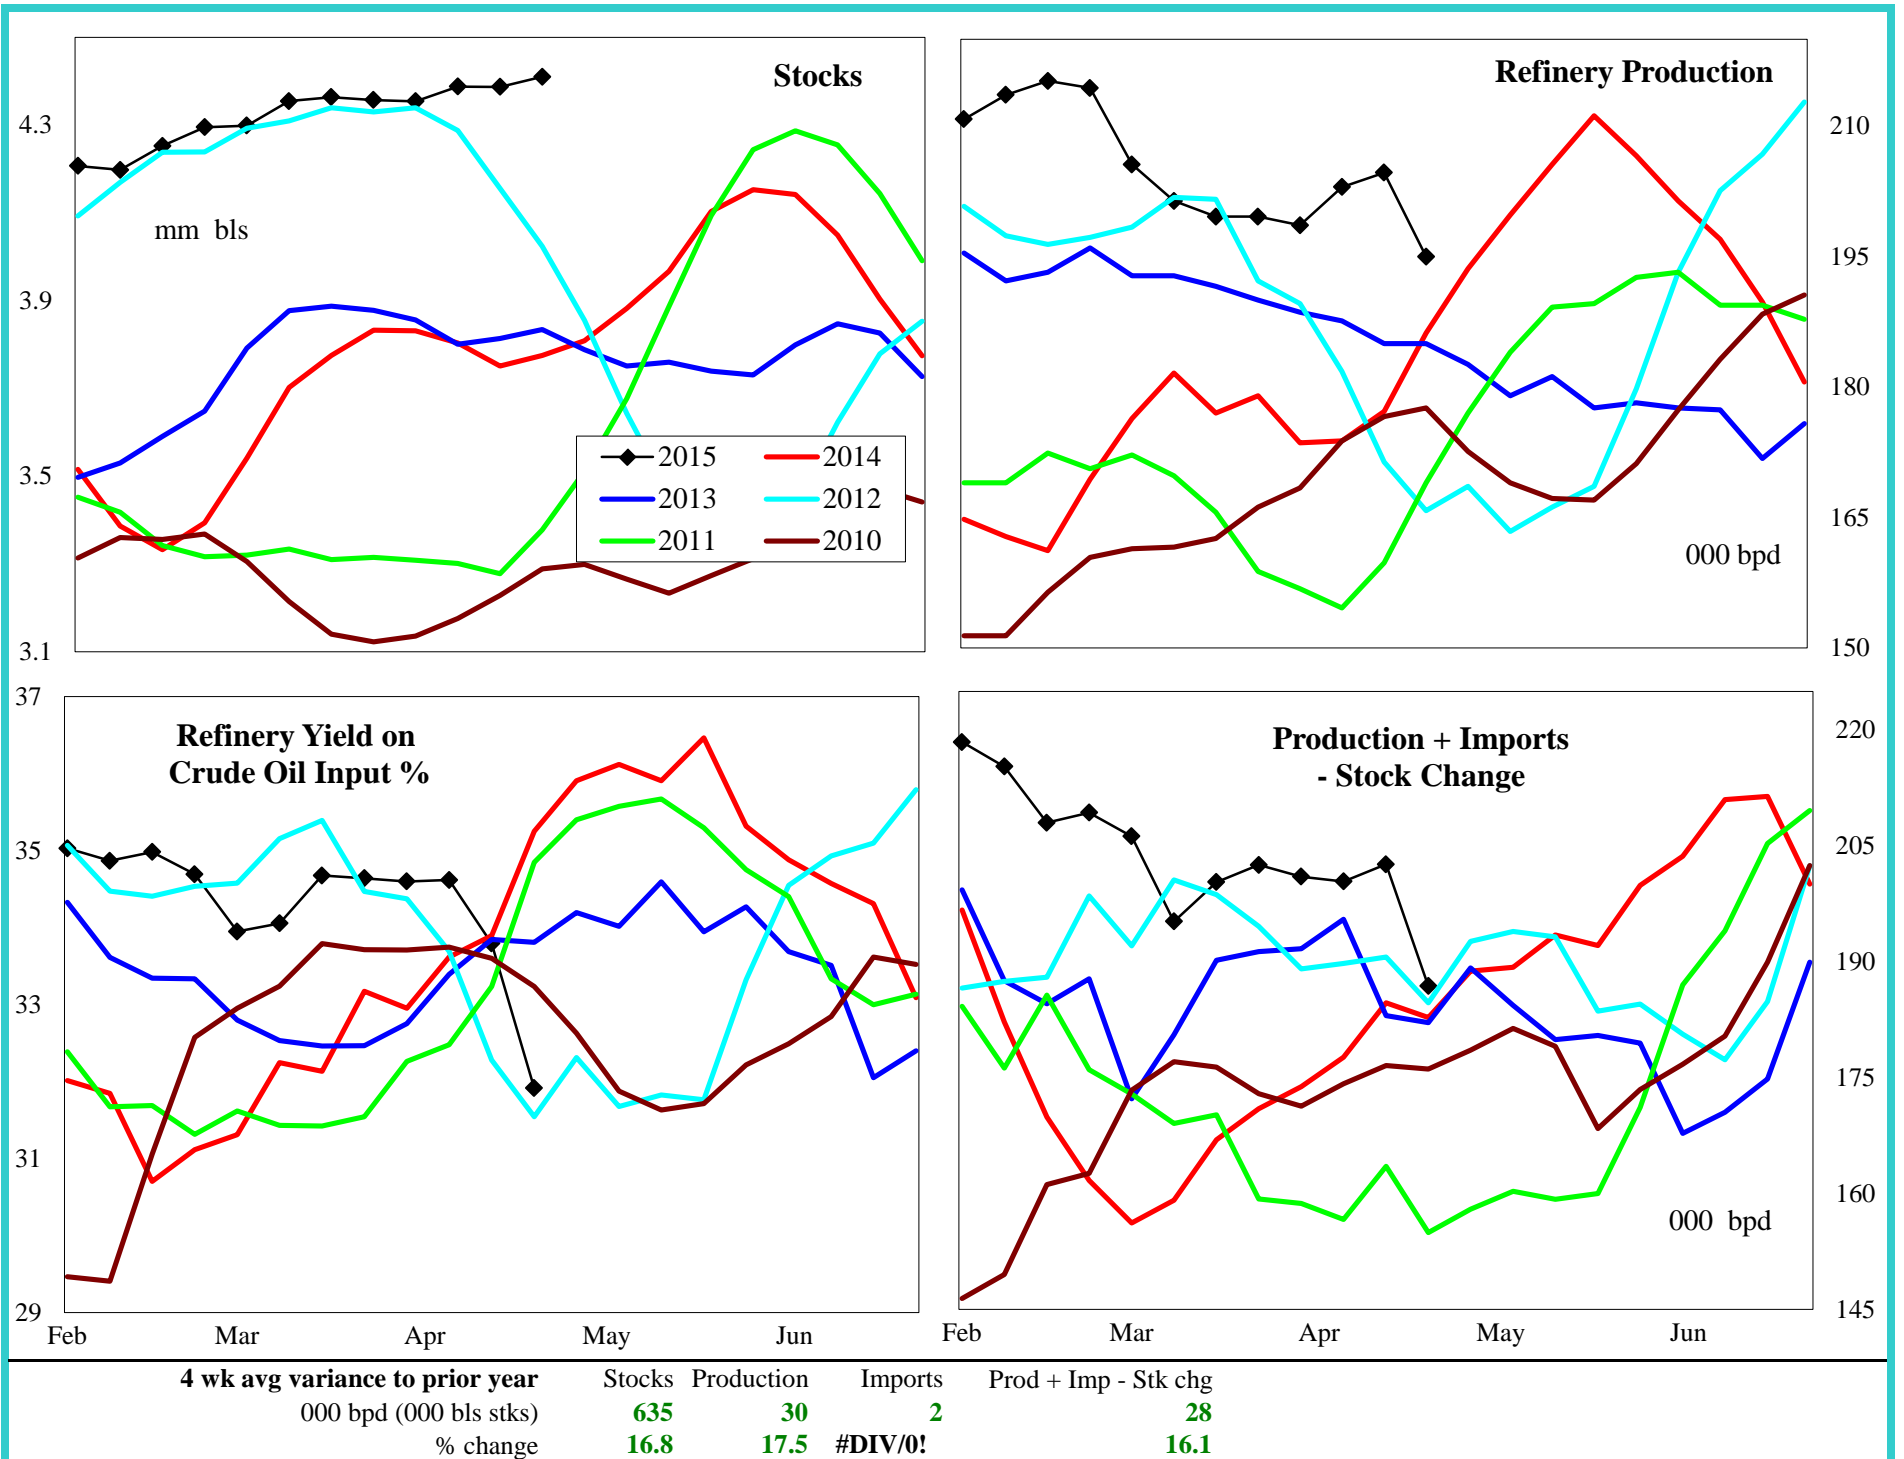 Stocks
4.3
3.9
3.5
3.1
mm bls
2015 2014
2013 2012
2011 2010
Refinery Production
210
195
180
165
150
000 bpd
Refinery Yield on
Crude Oil Input %
37
35
33
31
29
Feb Mar Apr May Jun
Production + Imports
- Stock Change
220
205
190
175
160
145
000 bpd
Feb Mar Apr May Jun
4 wk avg variance to prior year Stocks Production Imports Prod + Imp - Stk chg
000 bpd (000 bls stks) 635 30 2 28
% change 16.8 17.5 #DIV/0! 16.1